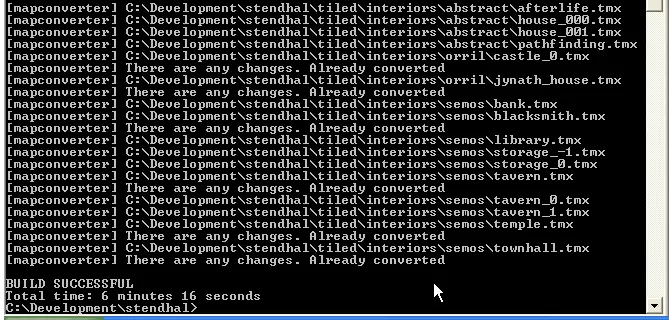 [mapconverter] C:\Development\stendhal\tiled\interiors\abstract\afterlife.tmx
[mapconverter] C:\Development\stendhal\tiled\interiors\abstract\house_000.tmx
[mapconverter] C:\Development\stendhal\tiled\interiors\abstract\house_001.tmx
[mapconverter] C:\Development\stendhal\tiled\interiors\abstract\pathfinding.tmx
[mapconverter] C:\Development\stendhal\tiled\interiors\orril\castle_0.tmx
[mapconverter] There are any changes. Already converted
[mapconverter] C:\Development\stendhal\tiled\interiors\orril\jynath_house.tmx
[mapconverter] There are any changes. Already converted
[mapconverter] C:\Development\stendhal\tiled\interiors\semos\bank.tmx
[mapconverter] C:\Development\stendhal\tiled\interiors\semos\blacksmith.tmx
[mapconverter] There are any changes. Already converted
[mapconverter] C:\Development\stendhal\tiled\interiors\semos\library.tmx
[mapconverter] C:\Development\stendhal\tiled\interiors\semos\storage_-1.tmx
[mapconverter] C:\Development\stendhal\tiled\interiors\semos\storage_0.tmx
[mapconverter] C:\Development\stendhal\tiled\interiors\semos\tavern.tmx
[mapconverter] There are any changes. Already converted
[mapconverter] C:\Development\stendhal\tiled\interiors\semos\tavern_0.tmx
[mapconverter] C:\Development\stendhal\tiled\interiors\semos\tavern_1.tmx
[mapconverter] C:\Development\stendhal\tiled\interiors\semos\temple.tmx
[mapconverter] There are any changes. Already converted
[mapconverter] C:\Development\stendhal\tiled\interiors\semos\townhall.tmx
[mapconverter] There are any changes. Already converted
BUILD SUCCESSFUL
Total time: 6 minutes 16 seconds
C:\Development\stendhal>